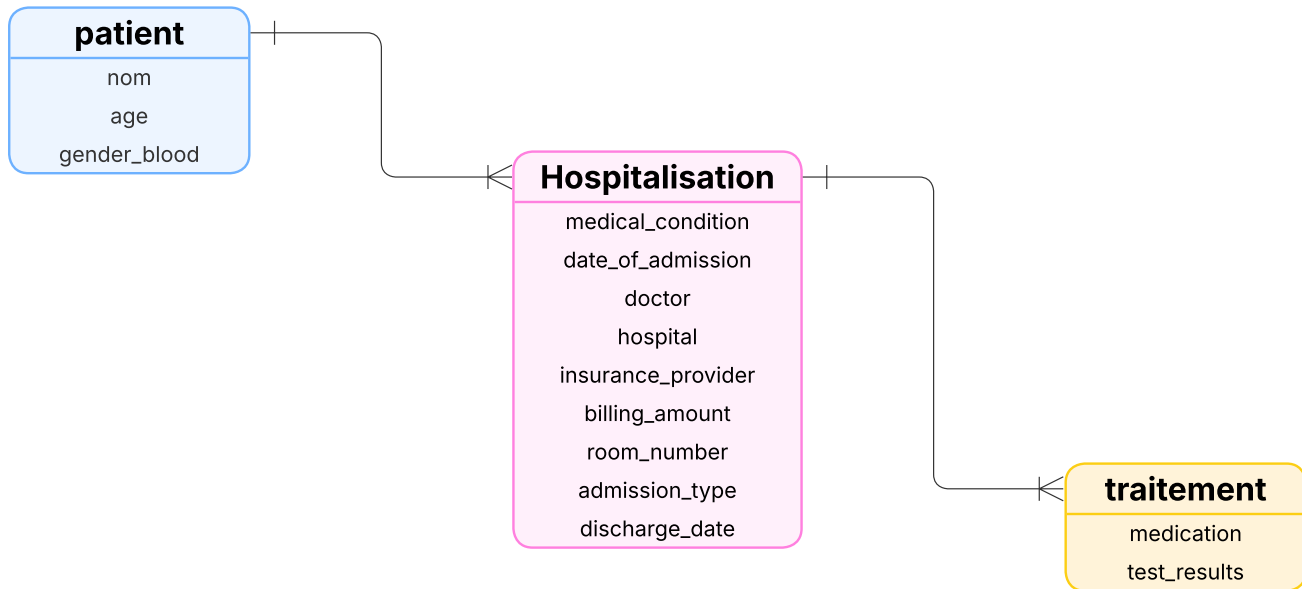 patient
nom
age
gender_blood
Hospitalisation
medical_condition
date_of_admission
doctor
hospital
insurance_provider
billing_amount
room_number
admission_type
discharge_date
traitement
medication
test_results